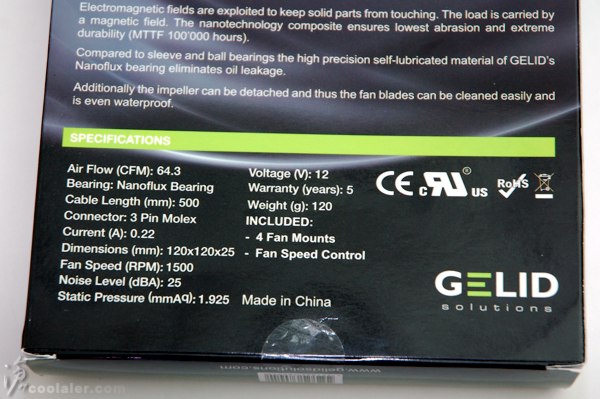 Electromagnetic fields are exploited to keep solid parts from touching. The load is carried by
a magnetic field. The nanotechnology composite ensures lowest abrasion and extreme
durability (MTTF 100'000 hours).
Compared to sleeve and ball bearings the high precision self-lubricated material of GELID's
Nanoflux bearing eliminates oil leakage.
Additionally the impeller can be detached and thus the fan blades can be cleaned easily and
is even waterproof.
SPECIFICATIONS
Air Flow (CFM): 64.3
Bearing: Nanoflux Bearing
Cable Length (mm): 500
Connector: 3 Pin Molex
Current (A): 0.22
Dimensions (mm): 120x120x25
Fan Speed (RPM): 1500
Noise Level (dBA): 25
Static Pressure (mmAq): 1.925
Voltage (V): 12
Warranty (years): 5
Weight (g): 120
INCLUDED:
- 4 Fan Mounts
- Fan Speed Control
Made in China
CE c RU ® US RoHS
GELID
solutions
www.gelidsolutions.com
coolaler.com